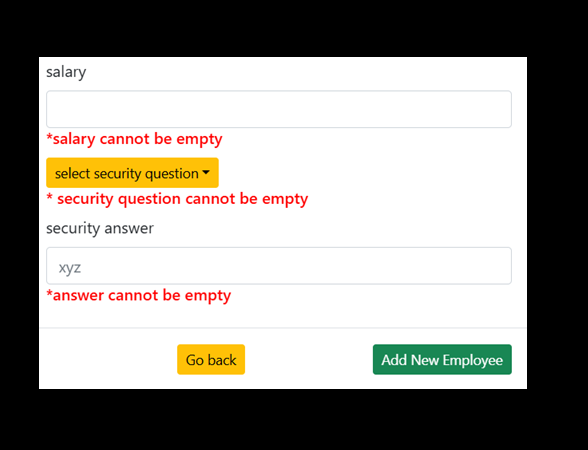 salary
*salary cannot be empty
select security question
* security question cannot be empty
security answer
xyz
*answer cannot be empty
Go back Add New Employee